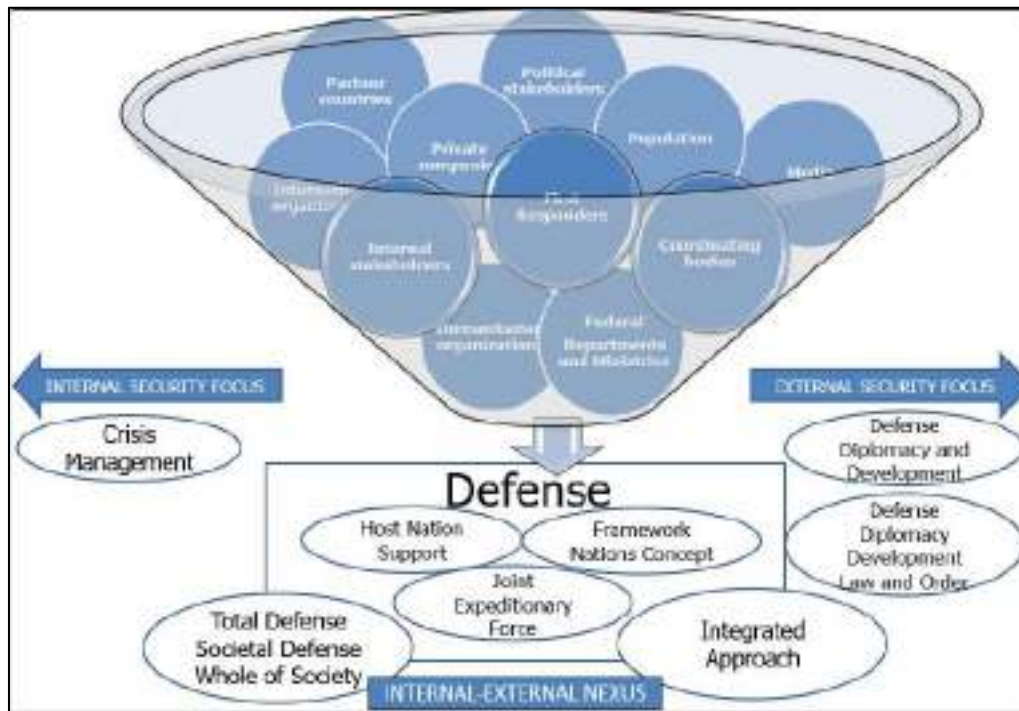 Political
stakeholders
Partner
countries
Population
Private
First
Responders
Internal
stakeholders
Coordinating
bodies
Federal
Departments
and Ministries
organizations
INTERNAL SECURITY FOCUS
EXTERNAL SECURITY FOCUS
Crisis
Management
Defense
Diplomacy and
Development
Defense
Host Nation
Support
Framework
Nations Concept
Defense
Diplomacy
Development
Law and Order
Joint
Expeditionary
Force
Total Defense
Societal Defense
Whole of Society
Integrated
Approach
INTERNAL-EXTERNAL NEXUS